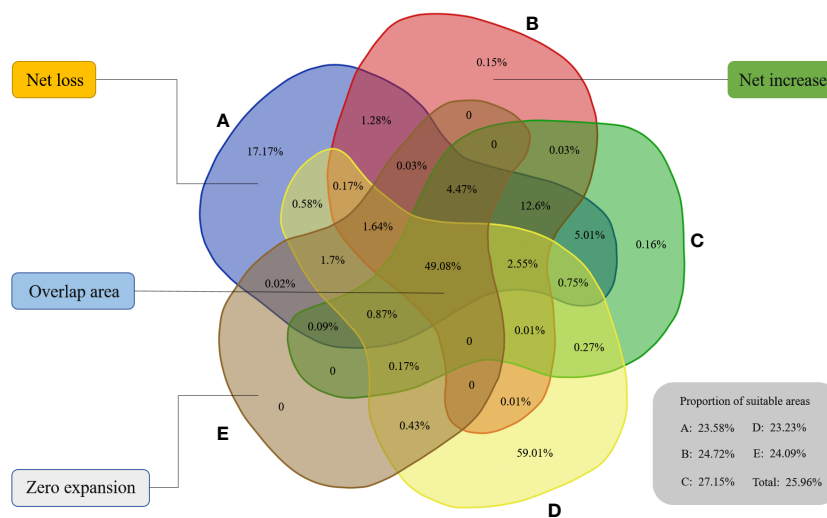 B
0.15%
Net loss
Net increase
1.28%
0
A
0
17.17%
0.03%
0.03%
0.17%
4.47%
0.58%
12.6%
1.64%
5.01%
0.16%
C
1.7%
49.08%
2.55%
0.02%
0.75%
Overlap area
0.87%
0.09%
0.01%
0
0.27%
0.17%
0
0
0.01%
0
0.43%
E
59.01%
Zero expansion
D
Proportion of suitable areas
A: 23.58% D: 23.23%
B: 24.72% E: 24.09%
C: 27.15% Total: 25.96%